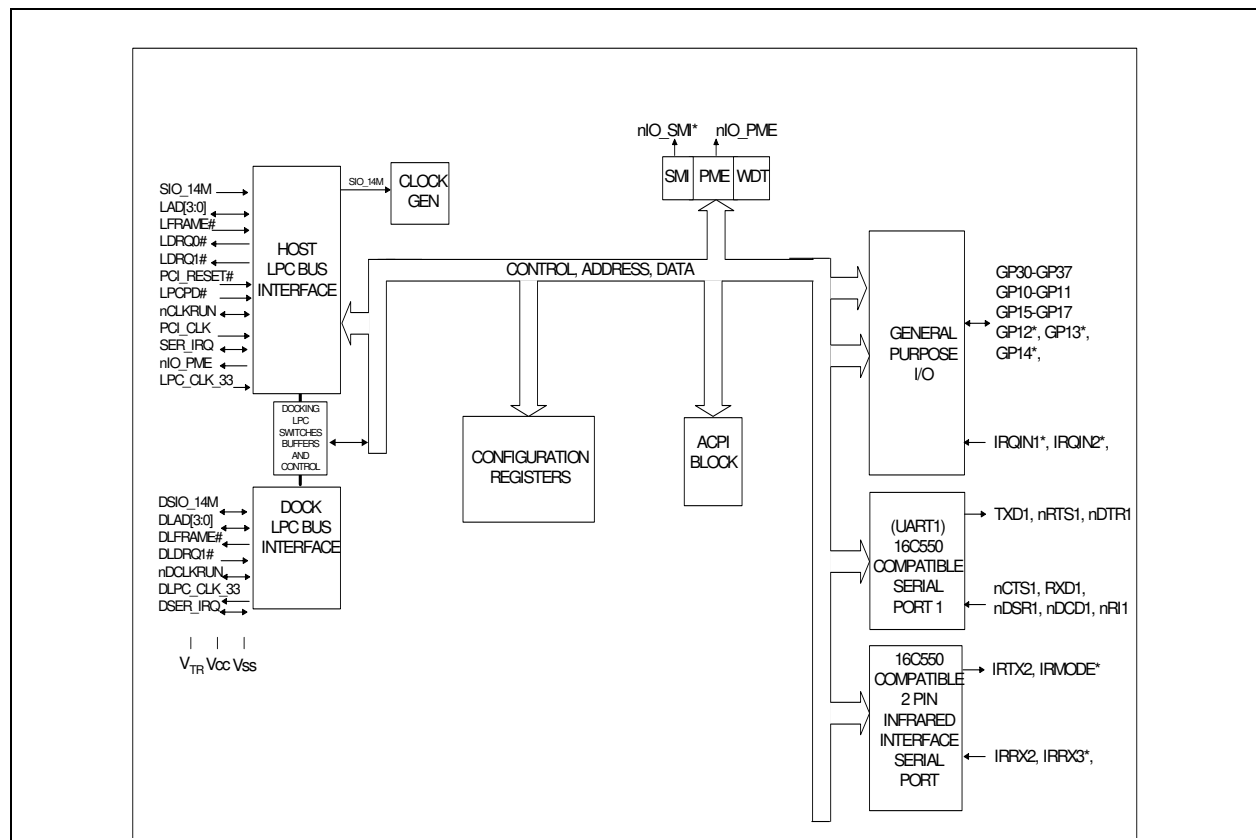 nIO_SMI*
nIO_PME
SMI
PME
WDT
SIO_14M
LAD[3:0]
LFRAME#
LDRQ0#
LDRQ1#
PCI_RESET#
LPCPD#
nCLKRUN
PCI_CLK
SER_IRQ
nIO_PME
LPC_CLK_33
HOST
LPC BUS
INTERFACE
SIO_14M
CLOCK
GEN
CONTROL, ADDRESS, DATA
DOCKING
LPC
SWITCHES
BUFFERS
AND
CONTROL
DSIO_14M
DLAD[3:0]
DLFRAME#
DLDRQ1#
nDCLKRUN
DLPC_CLK_33
DSER_IRQ
DOCK
LPC BUS
INTERFACE
VTR Vcc Vss
CONFIGURATION
REGISTERS
ACPI
BLOCK
GENERAL
PURPOSE
I/O
GP30-GP37
GP10-GP11
GP15-GP17
GP12*, GP13*,
GP14*,
IRQIN1*, IRQIN2*,
(UART1)
16C550
COMPATIBLE
SERIAL
PORT 1
TXD1, nRTS1, nDTR1
nCTS1, RXD1,
nDSR1, nDCD1, nRI1
16C550
COMPATIBLE
2 PIN
INFRARED
INTERFACE
SERIAL
PORT
IRTX2, IRMODE*
IRRX2, IRRX3*,